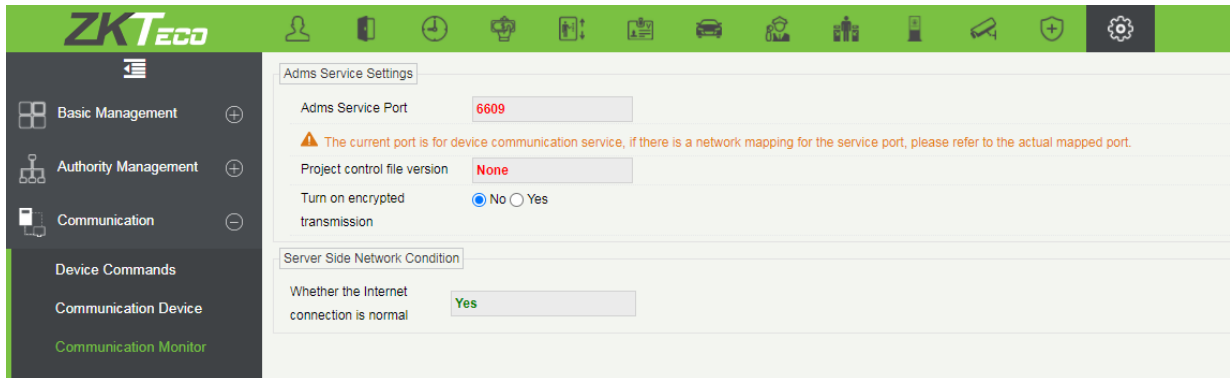 ZKTeco
Basic Management
Authority Management
Communication
Device Commands
Communication Device
Communication Monitor
Adms Service Settings
Adms Service Port 6609
The current port is for device communication service, if there is a network mapping for the service port, please refer to the actual mapped port.
Project control file version None
Turn on encrypted
transmission
No Yes
Server Side Network Condition
Whether the Internet
connection is normal
Yes